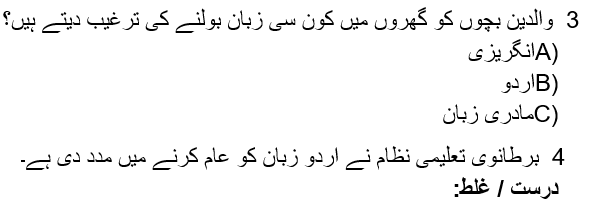 3 والدین بچوں کو گھروں میں کون سی زبان بولنے کی ترغیب دیتے ہیں؟
A)انگریزی
B)اردو
C)مادری زبان
4 برطانوی تعلیمی نظام نے اردو زبان کو عام کرنے میں مدد دی ہے۔
درست / غلط: